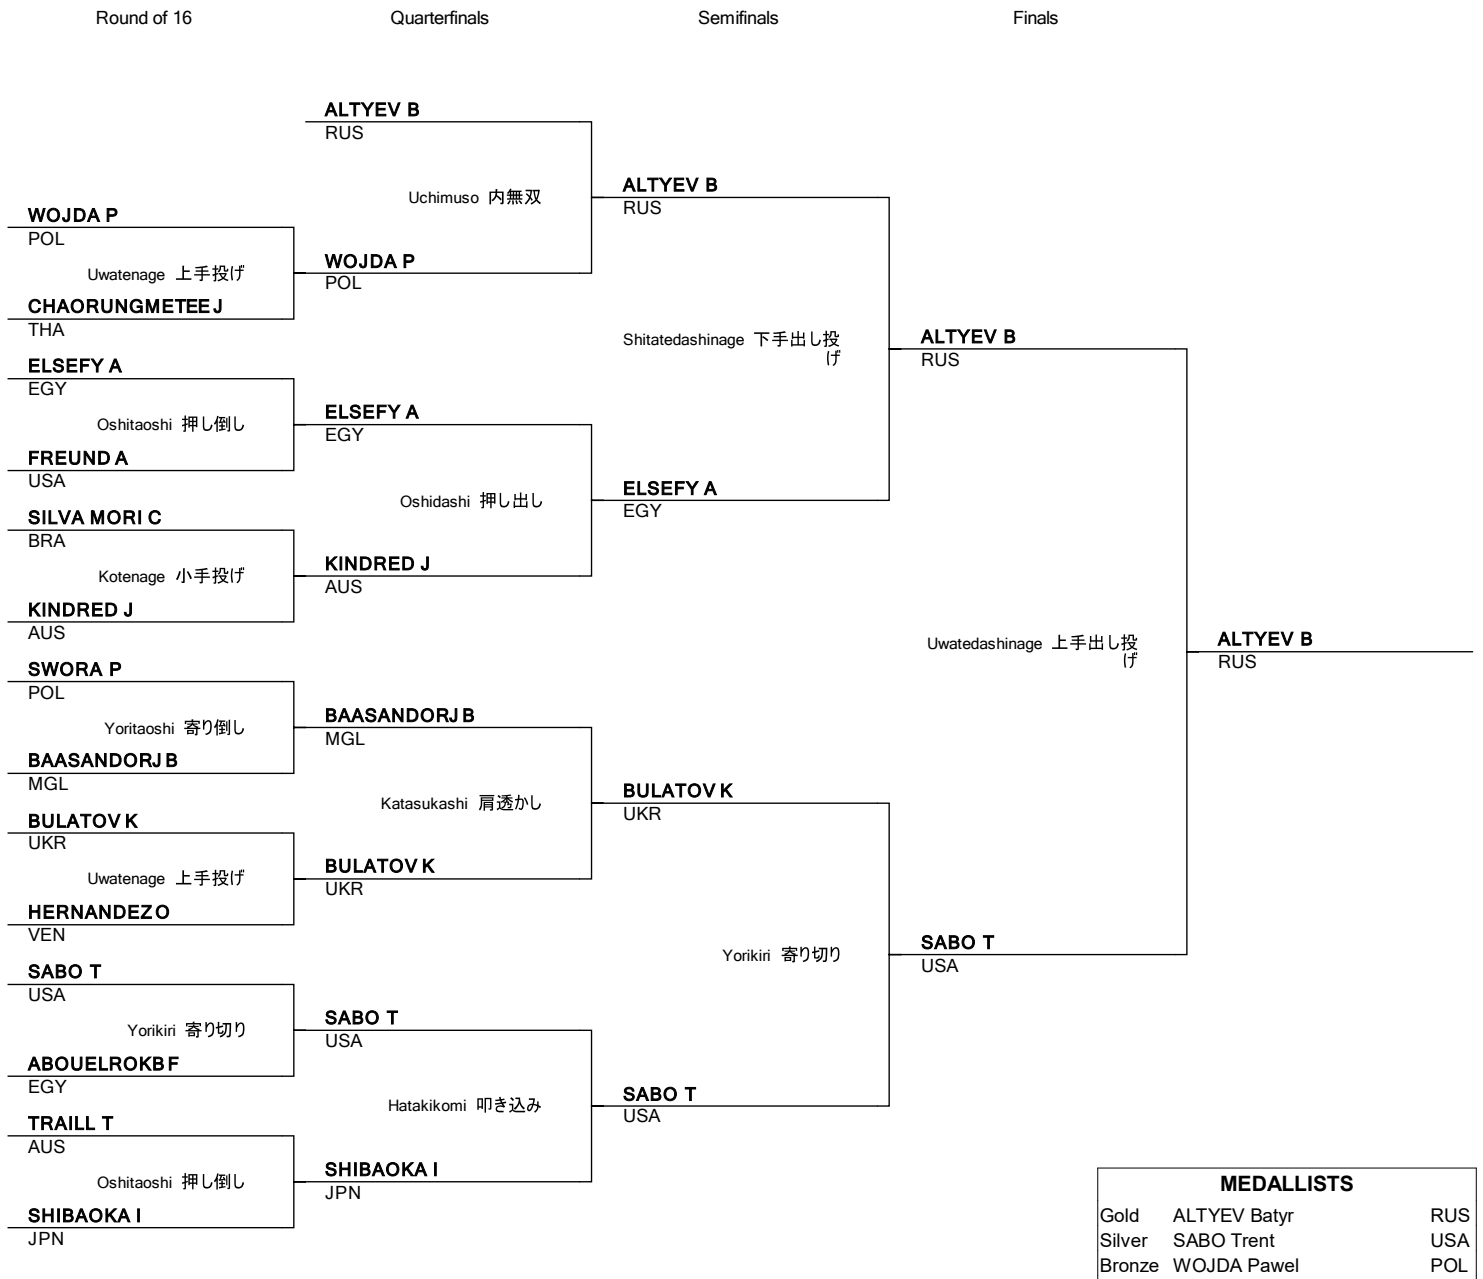 Round of 16 Quarterfinals Semifinals Finals
ALTYEV B
RUS
Uchimuso 内無双
ALTYEV B
RUS
WOJDA P
POL
WOJDA P
POL
Uwatenage 上手投げ
CHAORUNGMETEE J
THA
Shitatedashinage 下手出し投
げ
ALTYEV B
RUS
ELSEFY A
EGY
Oshitaoshi 押し倒し
ELSEFY A
EGY
FREUND A
USA
Oshidashi 押し出し
ELSEFY A
EGY
SILVA MORI C
BRA
Kotenage 小手投げ
KINDRED J
AUS
KINDRED J
AUS
Uwatedashinage 上手出し投
げ
ALTYEV B
RUS
SWORA P
POL
Yoritaoshi 寄り倒し
BAASANDORJ B
MGL
BAASANDORJ B
MGL
Katasukashi 肩透かし
BULATOV K
UKR
BULATOV K
UKR
Uwatenage 上手投げ
BULATOV K
UKR
HERNANDEZ O
VEN
Yorikiri 寄り切り
SABO T
USA
SABO T
USA
Yorikiri 寄り切り
SABO T
USA
ABOUELROKB F
EGY
Hatakikomi 叩き込み
SABO T
USA
TRAILL T
AUS
Oshitaoshi 押し倒し
SHIBAOKA I
JPN
SHIBAOKA I
JPN
MEDALLISTS
Gold ALTYEV Batyr RUS
Silver SABO Trent USA
Bronze WOJDA Pawel POL